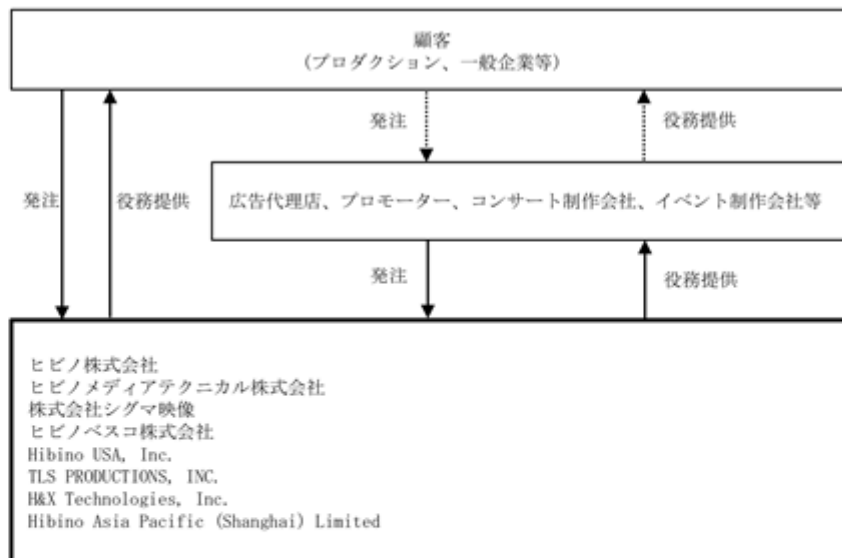 顧客
(プロダクション、一般企業等)
発注
役務提供
発注
役務提供
広告代理店、プロモーター、コンサート制作会社、イベント制作会社等
発注
役務提供
ヒビノ株式会社
ヒビノメディアテクニカル株式会社
株式会社シグマ映像
ヒビノベスコ株式会社
Hibino USA, Inc.
TLS PRODUCTIONS, INC.
H&X Technologies, Inc.
Hibino Asia Pacific (Shanghai) Limited